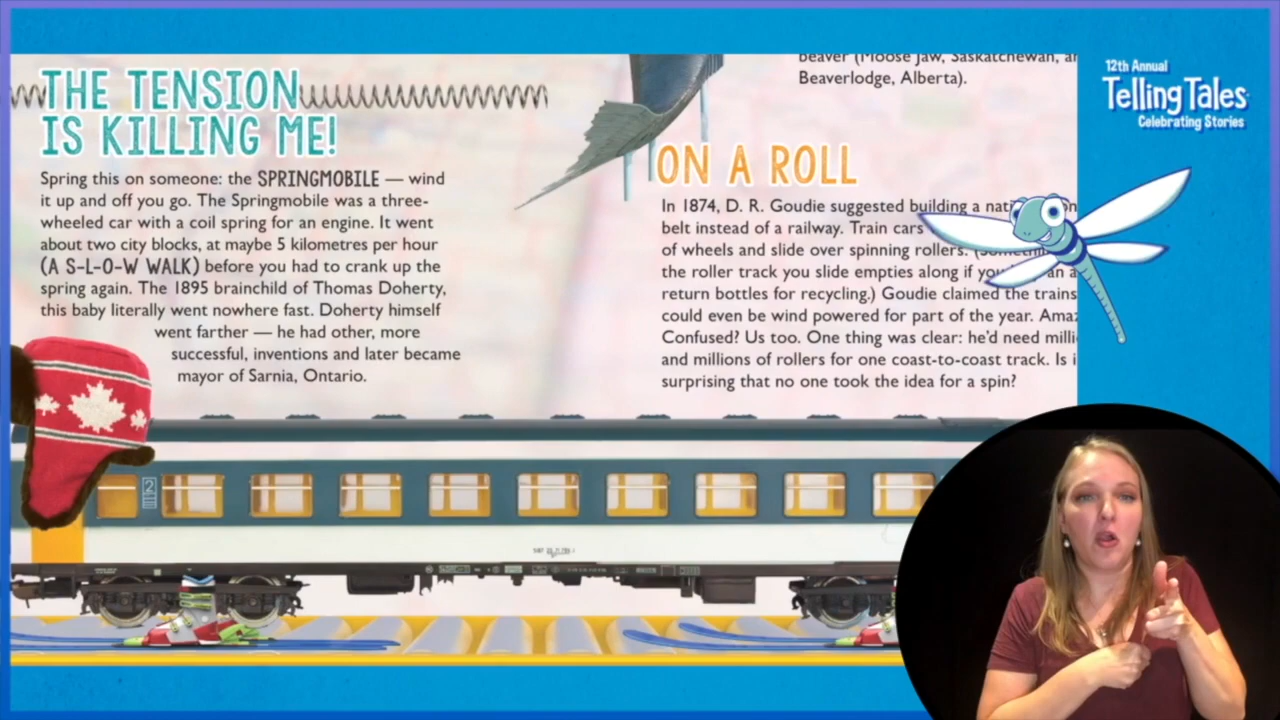 THE TENSION
IS KILLING ME!
Spring this on someone: the SPRINGMOBILE — wind
it up and off you go. The Springmobile was a three-
wheeled car with a coil spring for an engine. It went
about two city blocks, at maybe 5 kilometres per hour
(A S-L-O-W WALK) before you had to crank up the
spring again. The 1895 brainchild of Thomas Doherty,
this baby literally went nowhere fast. Doherty himself
went farther — he had other, more
successful, inventions and later became
mayor of Sarnia, Ontario.
2
beaver (Moose Jaw, Saskatchewan,
Beaverlodge, Alberta).
ON A ROLL
In 1874, D. R. Goudie suggested building a
belt instead of a railway. Train cars
of wheels and slide over spinning rollers.
the roller track you slide empties along if
return bottles for recycling.) Goudie claimed the trains
could even be wind powered for part of the year.
Confused? Us too. One thing was clear: he'd need
and millions of rollers for one coast-to-coast track. Is
surprising that no one took the idea for a spin?
12th Annual
Telling Tales
Celebrating Stories